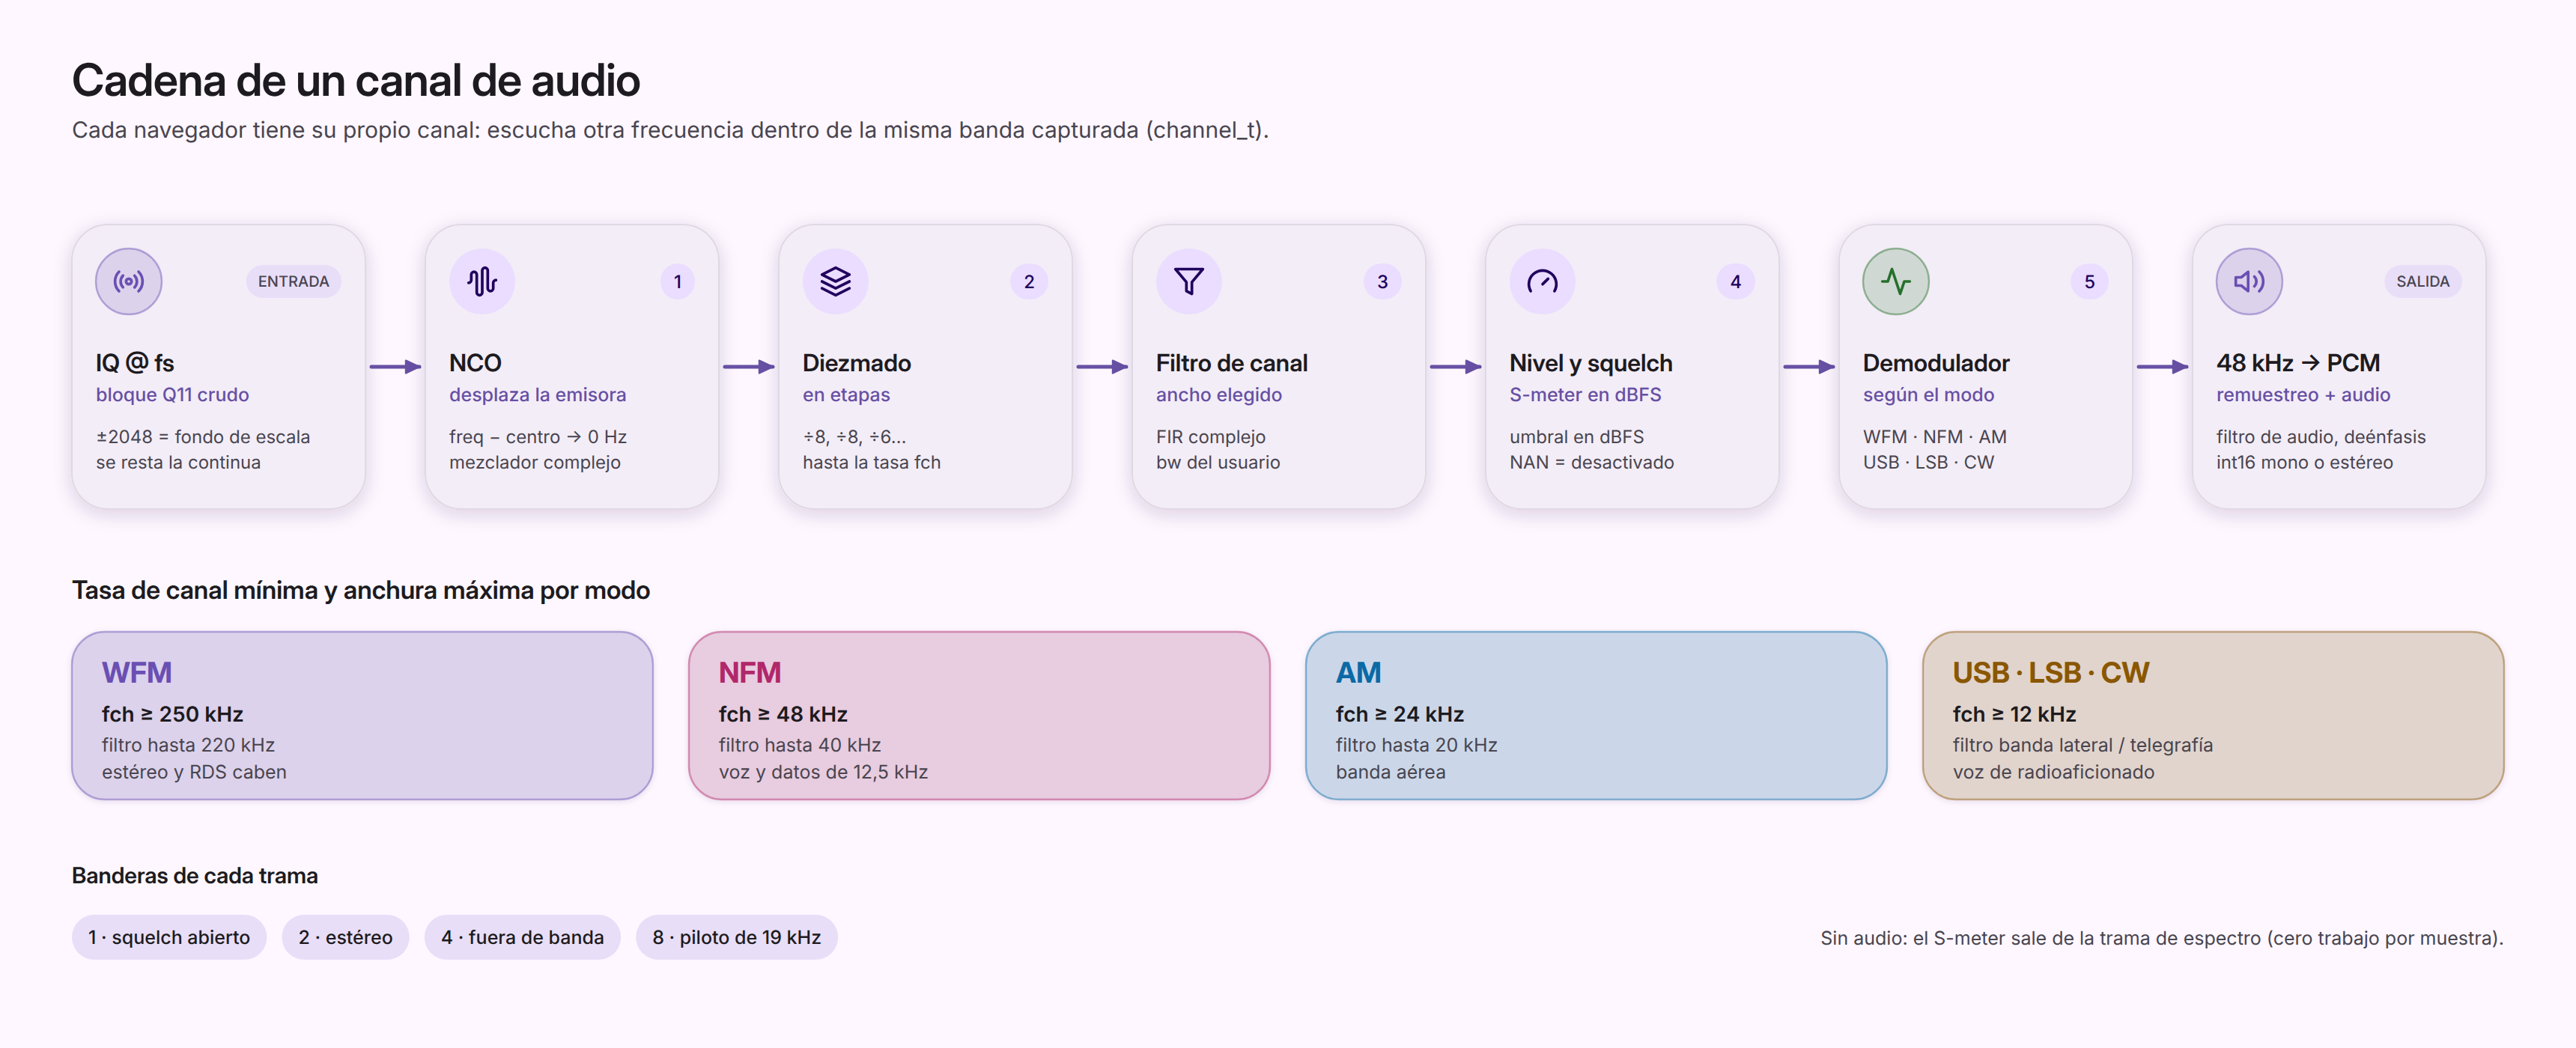 Cadena de un canal de audio
Cada navegador tiene su propio canal: escucha otra frecuencia dentro de la misma banda capturada (channel_t).
ENTRADA
IQ @ fs
bloque Q11 crudo
±2048 = fondo de escala
se resta la continua
1
NCO
desplaza la emisora
freq − centro → 0 Hz
mezclador complejo
2
Diezmado
en etapas
÷8, ÷8, ÷6…
hasta la tasa fch
3
Filtro de canal
ancho elegido
FIR complejo
bw del usuario
4
Nivel y squelch
S-meter en dBFS
umbral en dBFS
NAN = desactivado
5
Demodulador
según el modo
WFM · NFM · AM
USB · LSB · CW
SALIDA
48 kHz → PCM
remuestreo + audio
filtro de audio, deénfasis
int16 mono o estéreo
Tasa de canal mínima y anchura máxima por modo
WFM
fch ≥ 250 kHz
filtro hasta 220 kHz
estéreo y RDS caben
NFM
fch ≥ 48 kHz
filtro hasta 40 kHz
voz y datos de 12,5 kHz
AM
fch ≥ 24 kHz
filtro hasta 20 kHz
banda aérea
USB · LSB · CW
fch ≥ 12 kHz
filtro banda lateral / telegrafía
voz de radioaficionado
Banderas de cada trama
1 · squelch abierto
2 · estéreo
4 · fuera de banda
8 · piloto de 19 kHz
Sin audio: el S-meter sale de la trama de espectro (cero trabajo por muestra).